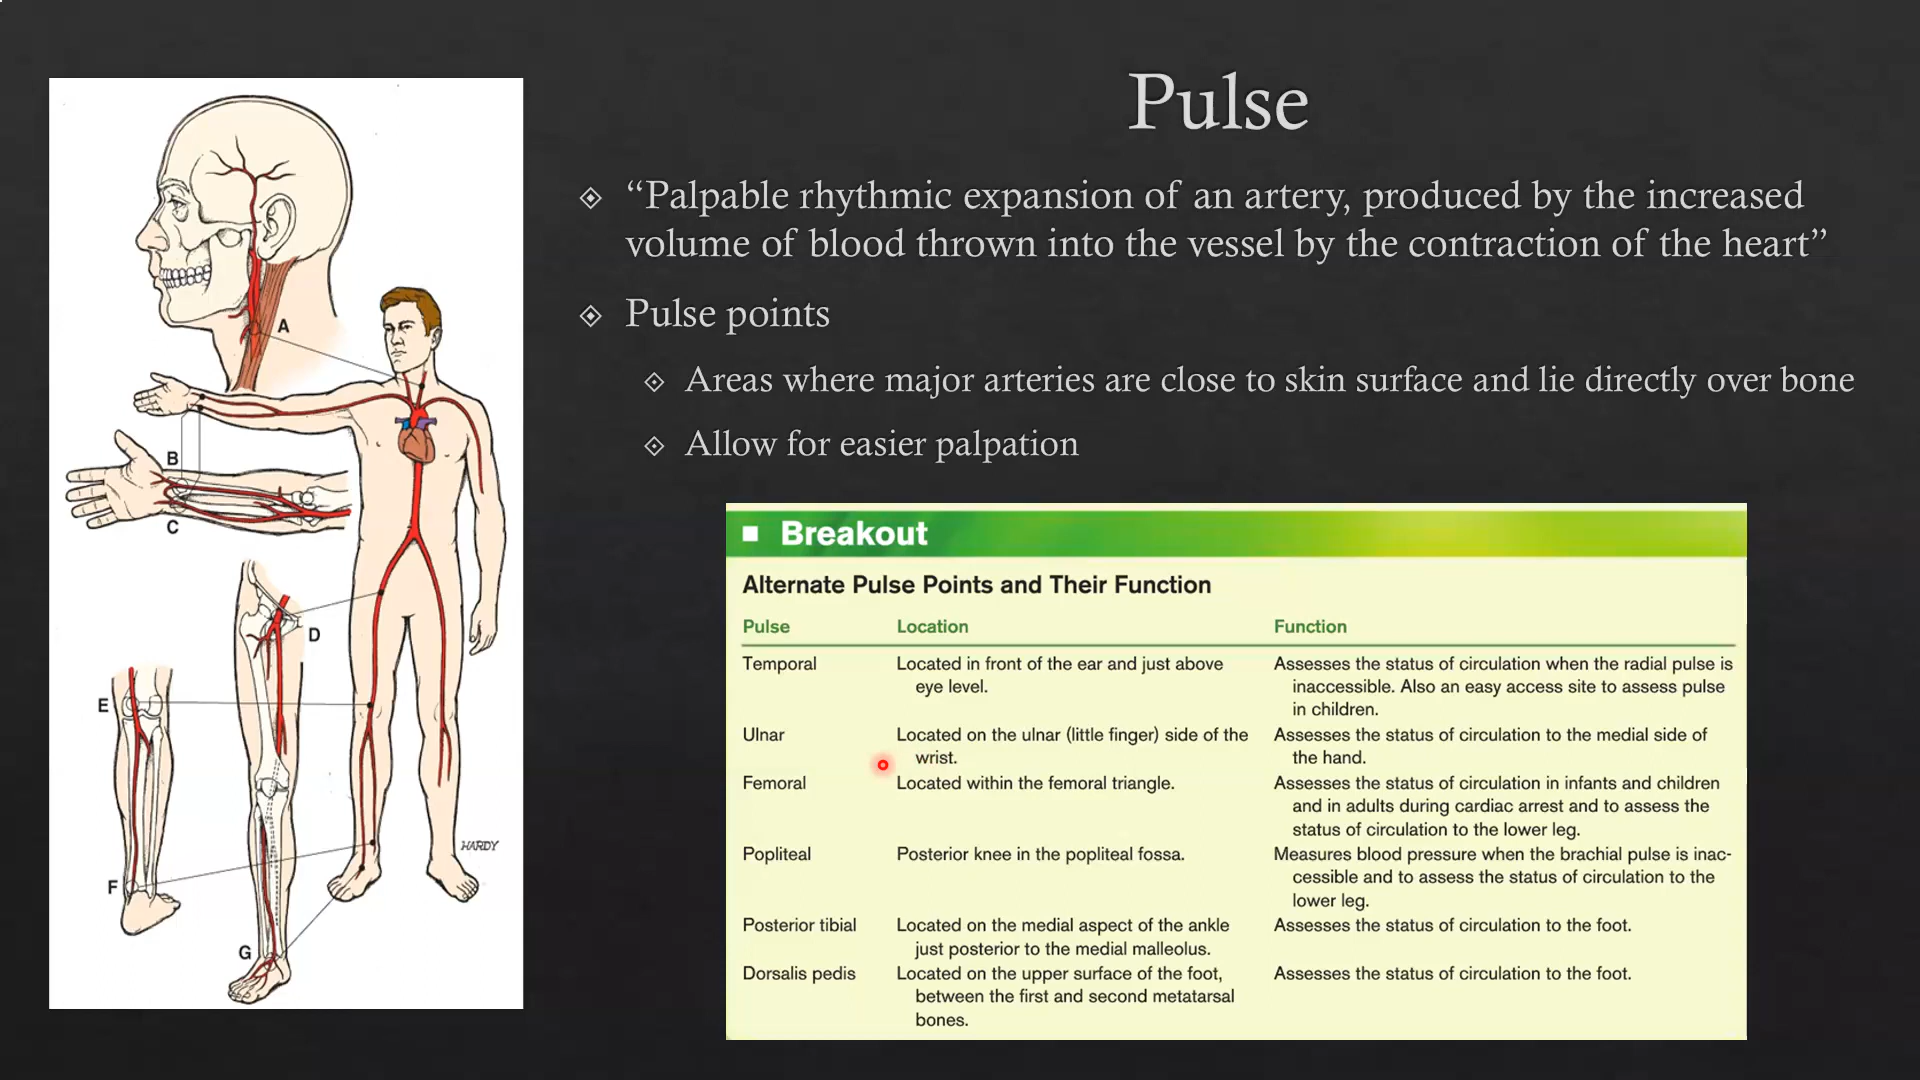 Pulse
“Palpable rhythmic expansion of an artery, produced by the increased
volume of blood thrown into the vessel by the contraction of the heart”
Pulse points
Areas where major arteries are close to skin surface and lie directly over bone
Allow for easier palpation
A
B
C
D
E
F
G
HARDY
Breakout
Alternate Pulse Points and Their Function
Pulse Location Function
Temporal Located in front of the ear and just above Assesses the status of circulation when the radial pulse is
eye level. inaccessible. Also an easy access site to assess pulse
in children.
Ulnar Located on the ulnar (little finger) side of the Assesses the status of circulation to the medial side of
wrist. the hand.
Femoral Located within the femoral triangle. Assesses the status of circulation in infants and children
and in adults during cardiac arrest and to assess the
status of circulation to the lower leg.
Popliteal Posterior knee in the popliteal fossa. Measures blood pressure when the brachial pulse is inac-
cessible and to assess the status of circulation to the
lower leg.
Posterior tibial Located on the medial aspect of the ankle Assesses the status of circulation to the foot.
just posterior to the medial malleolus.
Dorsalis pedis Located on the upper surface of the foot, Assesses the status of circulation to the foot.
between the first and second metatarsal
bones.